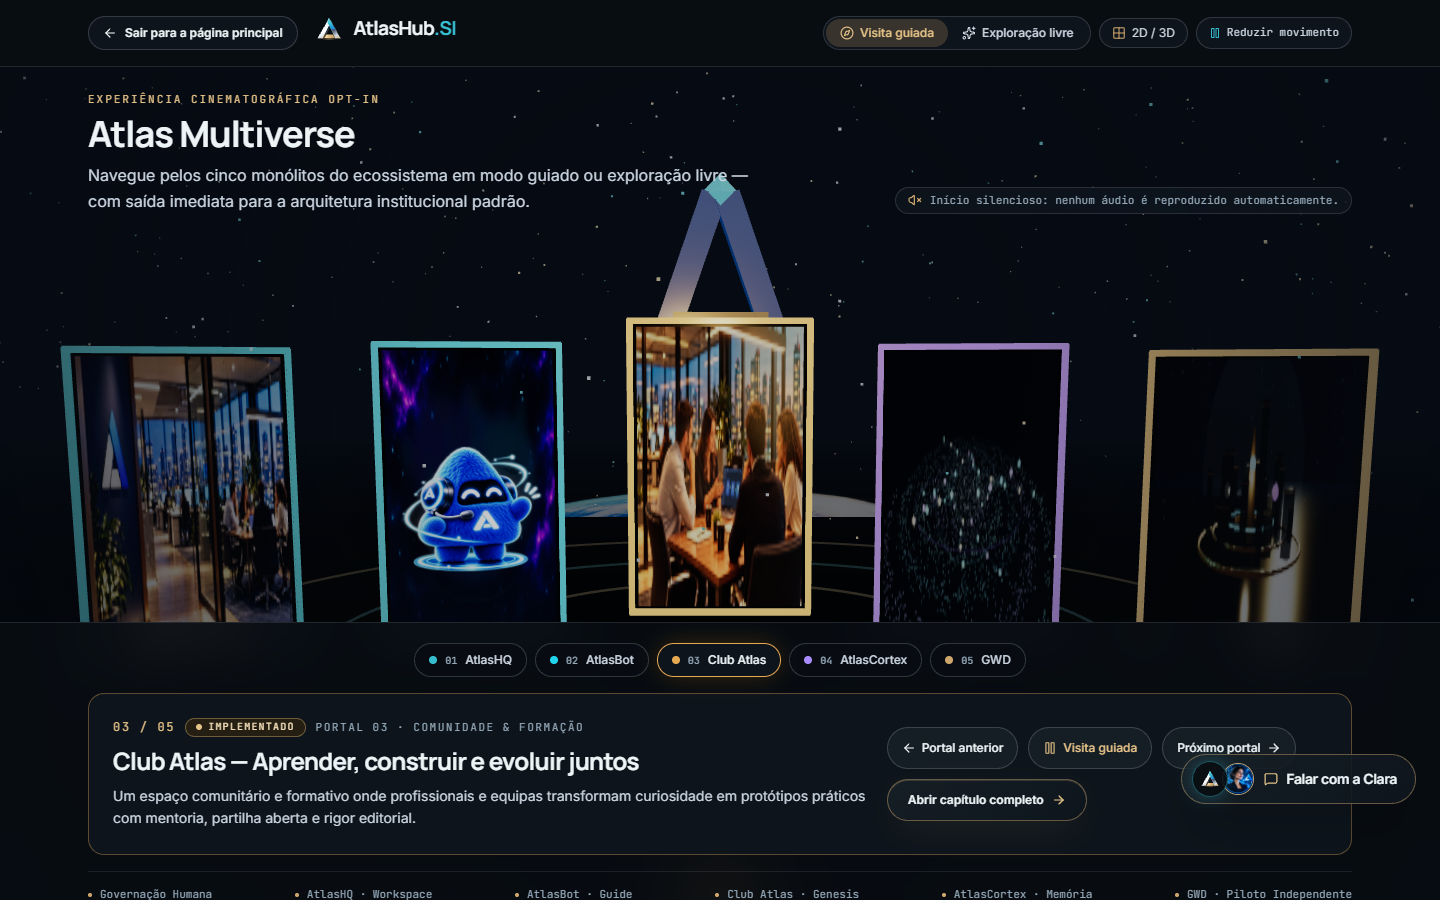 Sair para a página principal
AtlasHub.SI
Visita guiada
Exploração livre
2D / 3D
Reduzir movimento
EXPERIÊNCIA CINEMATOGRÁFICA OPT-IN
Atlas Multiverse
Navegue pelos cinco monólitos do ecossistema em modo guiado ou exploração livre —
com saída imediata para a arquitetura institucional padrão.
Início silencioso: nenhum áudio é reproduzido automaticamente.
01 AtlasHQ
02 AtlasBot
03 Club Atlas
04 AtlasCortex
05 GWD
03 / 05
IMPLEMENTADO
PORTAL 03 · COMUNIDADE & FORMAÇÃO
Club Atlas — Aprender, construir e evoluir juntos
Um espaço comunitário e formativo onde profissionais e equipas transformam curiosidade em protótipos práticos
com mentoria, partilha aberta e rigor editorial.
Portal anterior
Visita guiada
Próximo portal
Abrir capítulo completo
Falar com a Clara
Governação Humana
AtlasHQ · Workspace
AtlasBot · Guide
Club Atlas · Genesis
AtlasCortex · Memória
GWD · Piloto Independente